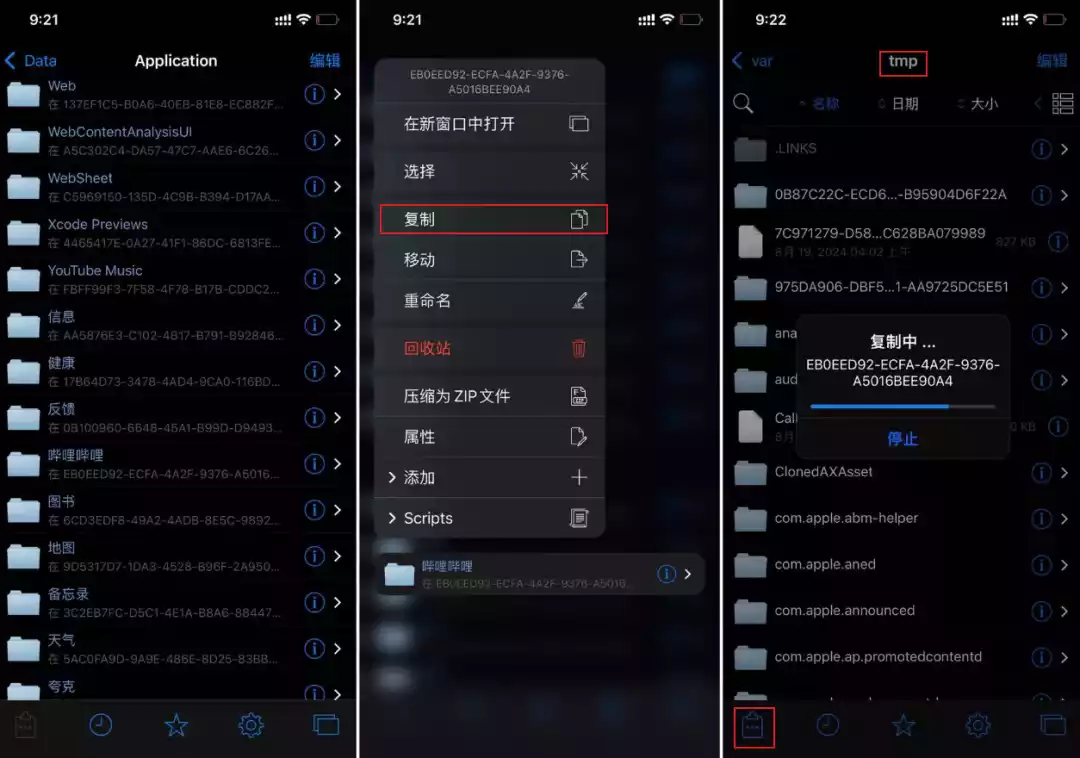 9:21
Data
Application
编辑
Web
在 137EF1C5-B0A6-40EB-81E8-EC882F...
WebContentAnalysisUI
在 A5C302C4-DA57-47C7-AAE6-6C26...
WebSheet
在 C5969150-135D-4C9B-B394-D17AA...
Xcode Previews
在 4465417E-0A27-41F1-86DC-6813FE...
YouTube Music
在 FBFF99F3-7F58-4F78-B17B-CDDC2...
信息
在 AA5876E3-C102-4817-B791-B92846...
健康
在 17B64D73-3478-4AD4-9CA0-116BD...
反馈
在 0B100960-6648-45A1-B99D-D9493...
哔哩哔哩
在 EB0EED92-ECFA-4A2F-9376-A5016...
图书
在 6CD3EDF8-49A2-4ADB-8E5C-9892...
地图
在 9D5317D7-1DA3-4528-B96F-2A950...
备忘录
在 3C2EB7FC-D5C1-4E1A-B8A6-88447...
天气
在 5AC0FA9D-9A9E-486E-8D25-83BB...
夸克
9:21
EB0EED92-ECFA-4A2F-9376-
A5016BEE90A4
在新窗口中打开
选择
复制
移动
重命名
回收站
压缩为 ZIP 文件
属性
添加
Scripts
哔哩哔哩
在 EB0EED92-ECFA-4A2F-9376-A5016...
9:22
var
tmp
编辑
名称
日期
大小
.LINKS
0B87C22C-ECD6...-B95904D6F22A
7C971279-D58...C628BA079989
827 KB
8月 19, 2024 04:02 上午
975DA906-DBF5...1-AA9725DC5E51
ana
复制中 ...
EB0EED92-ECFA-4A2F-9376-
A5016BEE90A4
aud
Cal
0 KB
8月
停止
ClonedAXAsset
com.apple.abm-helper
com.apple.aned
com.apple.announced
com.apple.ap.promotedcontentd